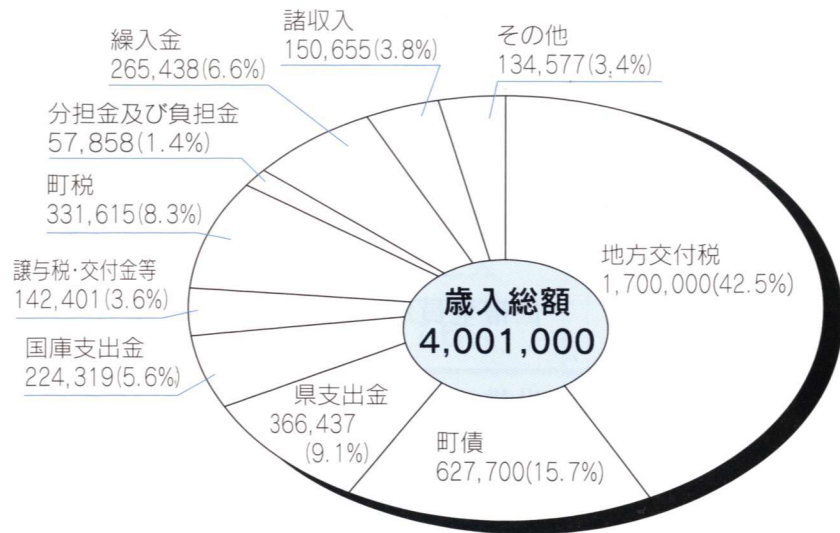 繰入金
265,438(6.6%)
諸収入
150,655(3.8%)
その他
134,577(3.4%)
分担金及び負担金
57,858(1.4%)
町税
331,615(8.3%)
譲与税・交付金等
142,401(3.6%)
国庫支出金
224,319(5.6%)
県支出金
366,437
(9.1%)
町債
627,700(15.7%)
地方交付税
1,700,000(42.5%)
歳入総額
4,001,000